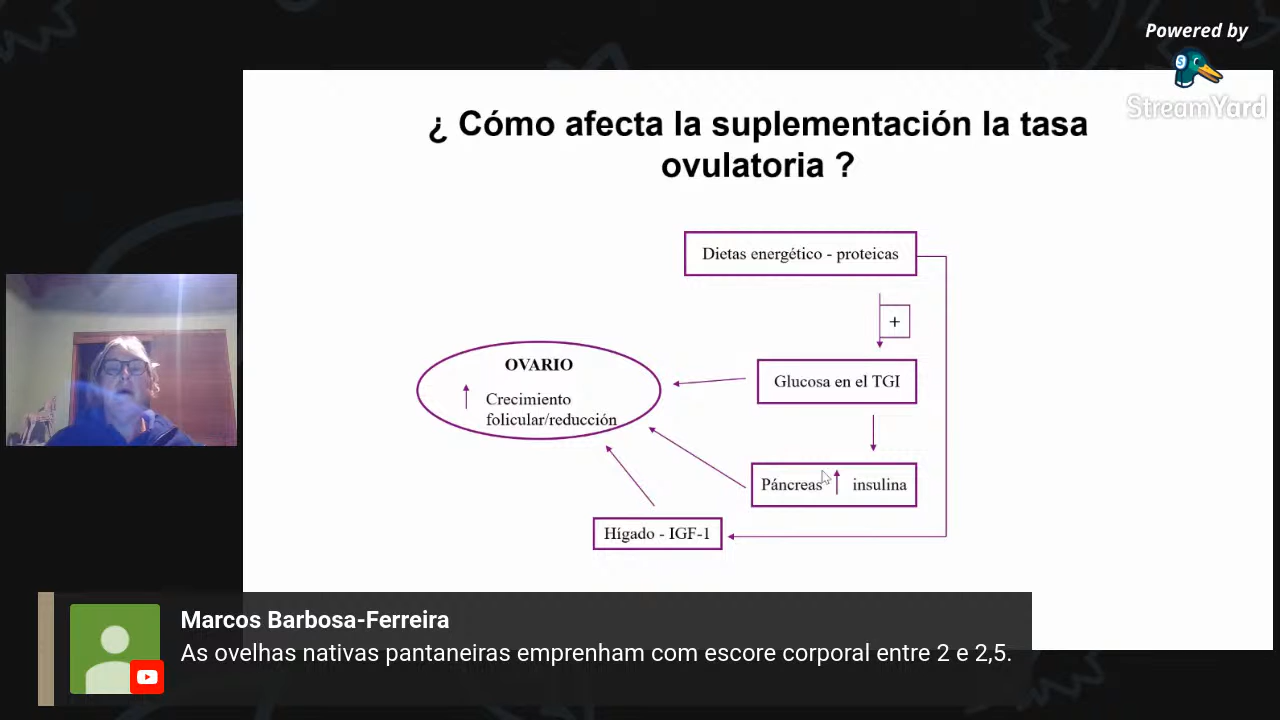 Powered by
StreamYard
¿ Cómo afecta la suplementación la tasa
ovulatoria ?
Dietas energético - proteicas
+
OVARIO
Glucosa en el TGI
Crecimiento
folicular/reducción
Páncreas insulina
Hígado - IGF-1
Marcos Barbosa-Ferreira
As ovelhas nativas pantaneiras emprenham com escore corporal entre 2 e 2,5.